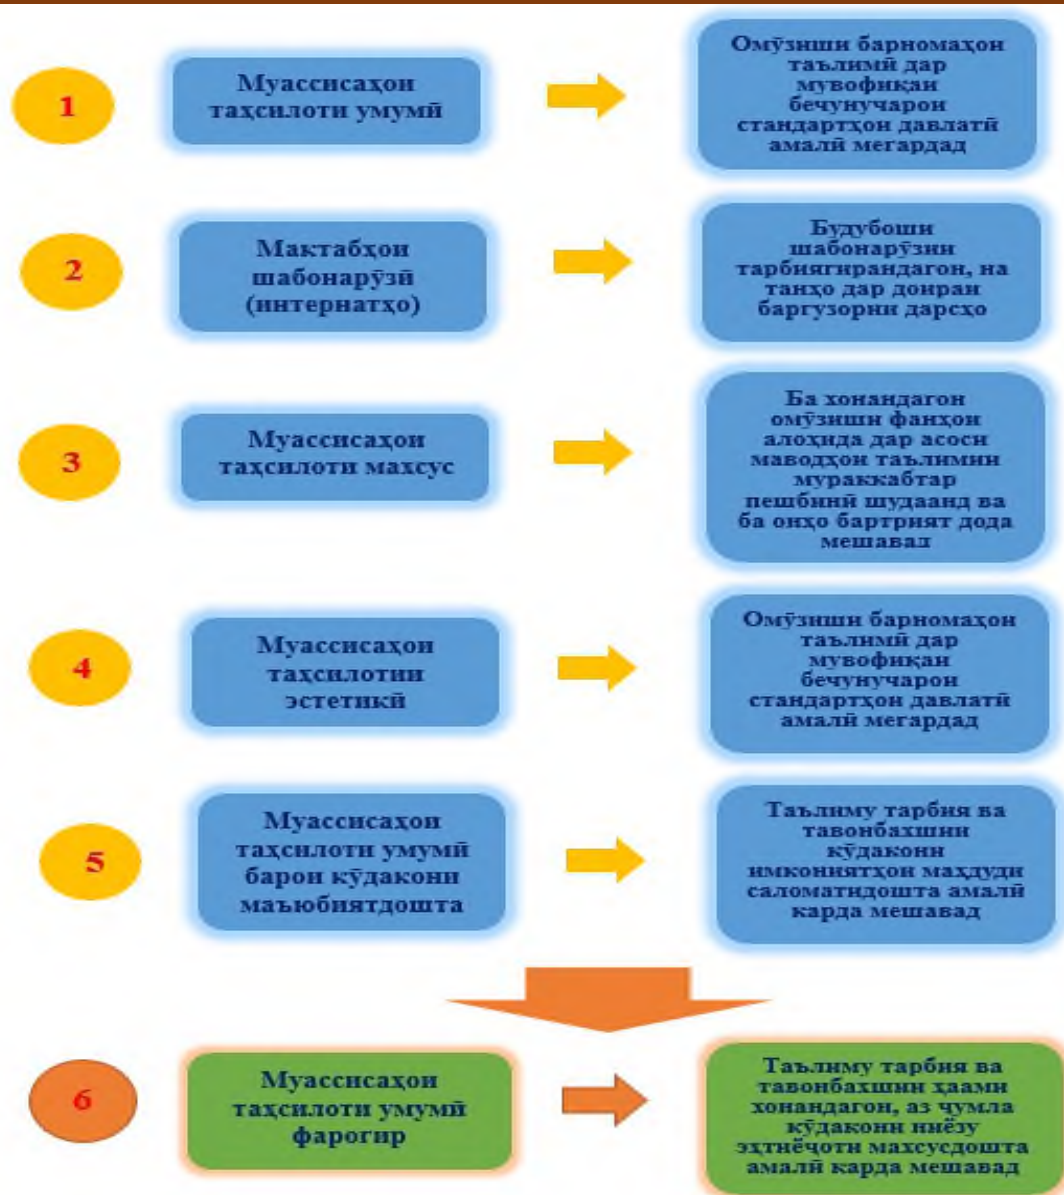 1
Муассисаҳои
таҳсилоти умумӣ
Омӯзиши барномаҳои
таълимӣ дар
мувофиқаи
бечунучарои
стандартҳои давлатӣ
амалӣ мегардад
2
Мактабҳои
шабонарӯзӣ
(интернатҳо)
Будубоши
шабонарӯзии
тарбиягирандагон, на
танҳо дар доираи
баргузории дарсҳо
3
Муассисаҳои
таҳсилоти махсус
Ба хонандагон
омӯзиши фанҳои
алоҳида дар асоси
маводҳои таълимии
мураккабтар
пешбинӣ шудаанд ва
ба онҳо бартрият дода
мешавад
4
Муассисаҳои
таҳсилотии
эстетикӣ
Омӯзиши барномаҳои
таълимӣ дар
мувофиқаи
бечунучарои
стандартҳои давлатӣ
амалӣ мегардад
5
Муассисаҳои
таҳсилоти умумӣ
барои кӯдакони
маъюбиятдошта
Таълиму тарбия ва
тавонбахшии
кӯдакони
имкониятҳои маҳдуди
саломатидошта амалӣ
карда мешавад
6
Муассисаҳои
таҳсилоти умумӣ
фарогир
Таълиму тарбия ва
тавонбахшии ҳаами
хонандагон, аз ҷумла
кӯдакони ниёзу
эҳтиёҷоти махсусдошта
амалӣ карда мешавад